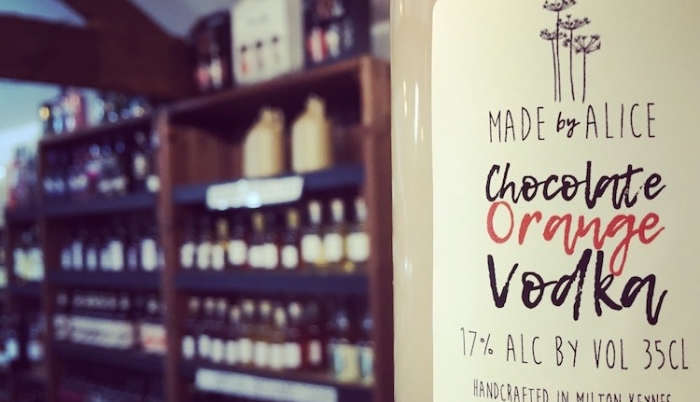 MADE by ALICE
Chocolate
Orange
Vodka
17% ALC BY VOL 35CL
HANDCRAFTED IN MILTON KEYNES